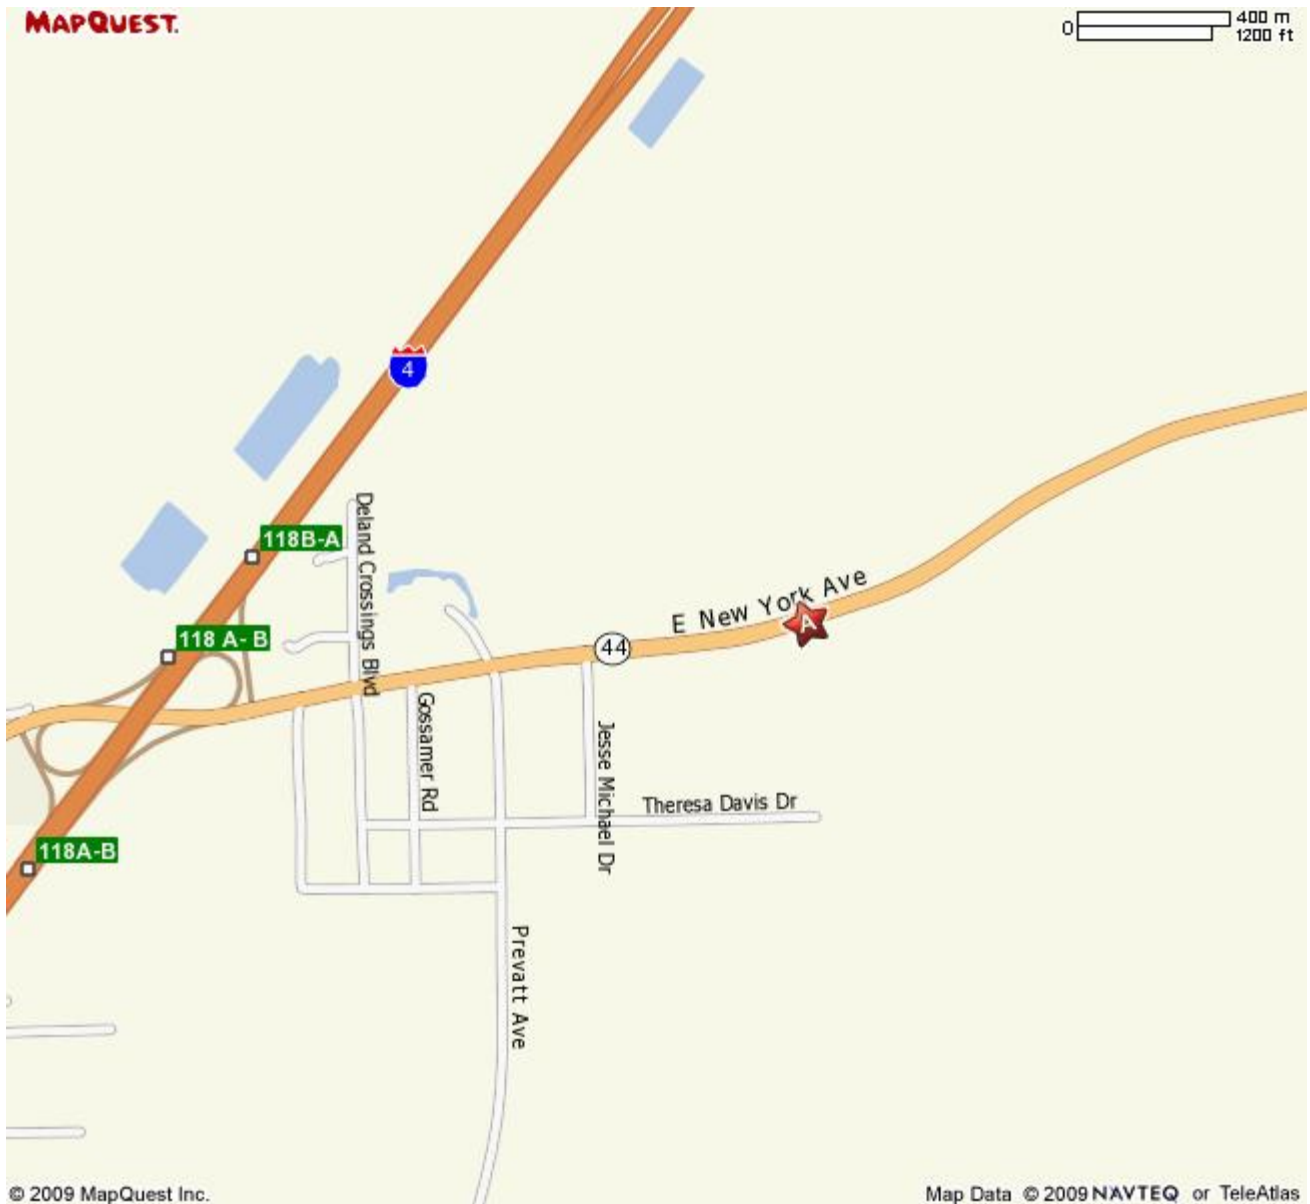 MAPQUEST.
0
400 m
1200 ft
4
118B-A
Deland Crossings Blvd
E New York Ave
A
118 A-B
44
Gossamer Rd
Jesse Michael Dr
Theresa Davis Dr
118A-B
Prevatt Ave
© 2009 MapQuest Inc.
Map Data © 2009 NAVTEQ or TeleAtlas